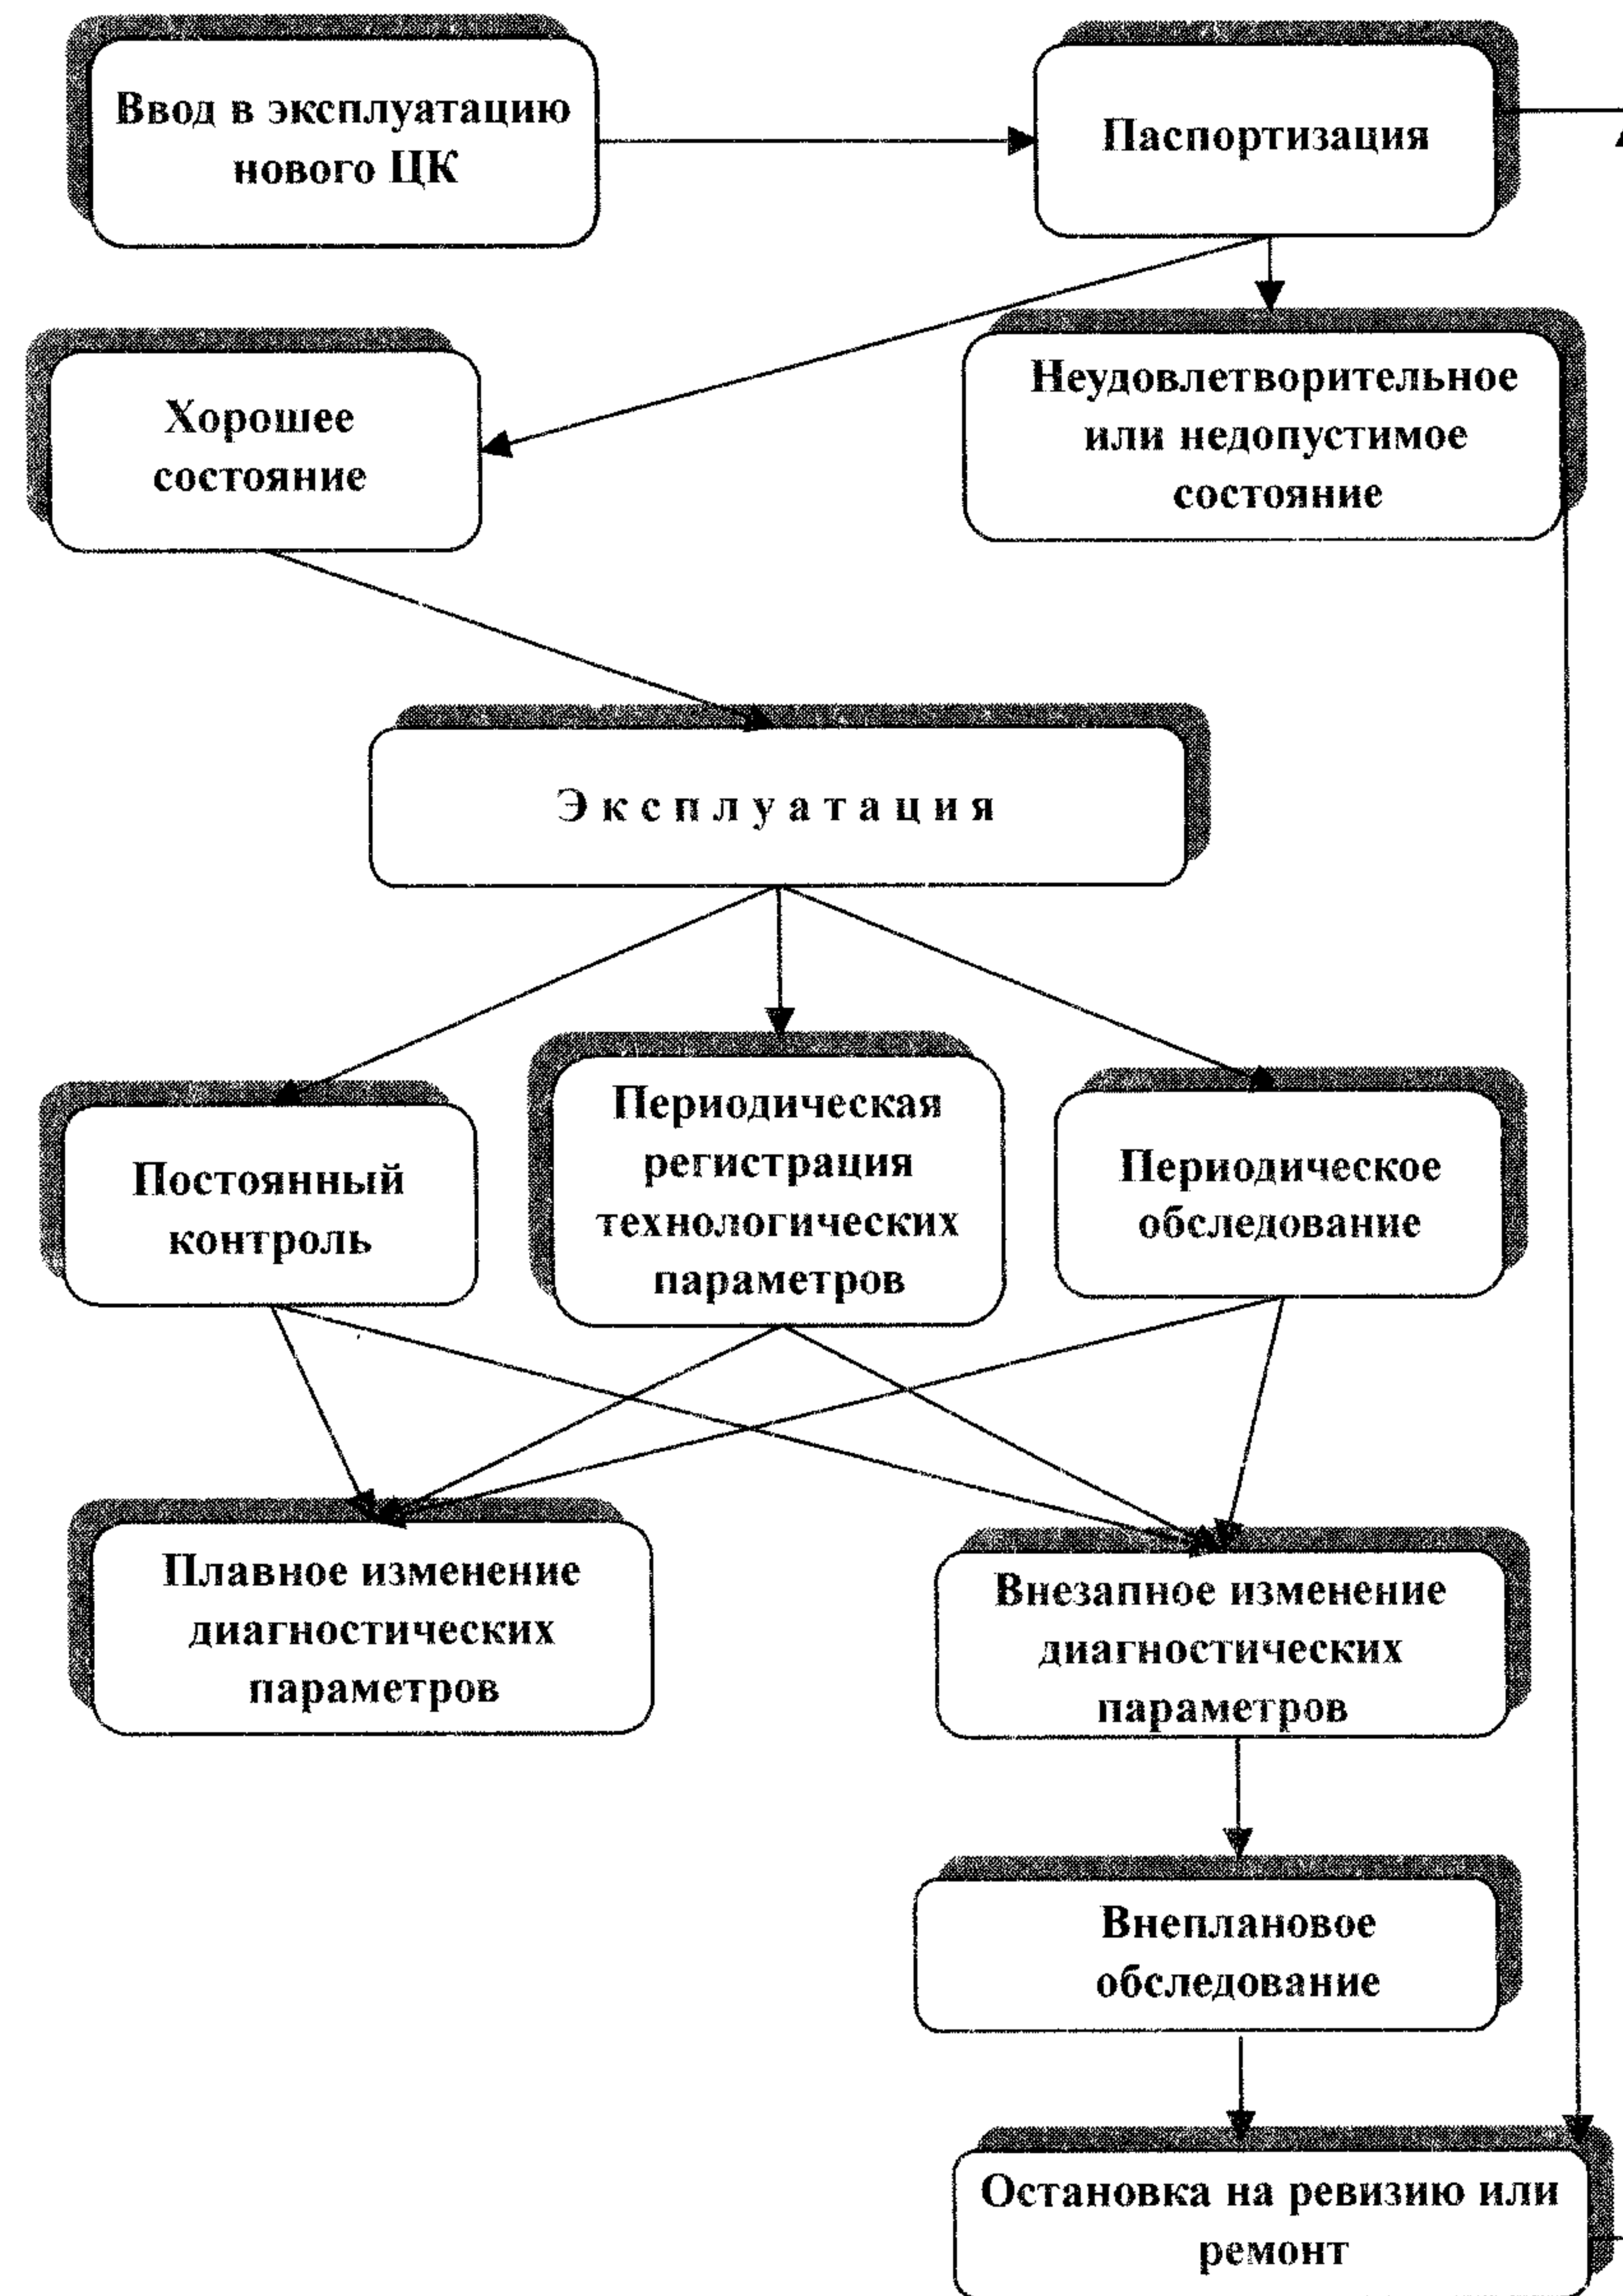 Ввод в эксплуатацию
нового ЦК
Паспортизация
Хорошее
состояние
Неудовлетворительное
или недопустимое
состояние
Эксплуатация
Постоянный
контроль
Периодическая
регистрация
технологических
параметров
Периодическое
обследование
Плавное изменение
диагностических
параметров
Внезапное изменение
диагностических
параметров
Внеплановое
обследование
Остановка на ревизию или
ремонт